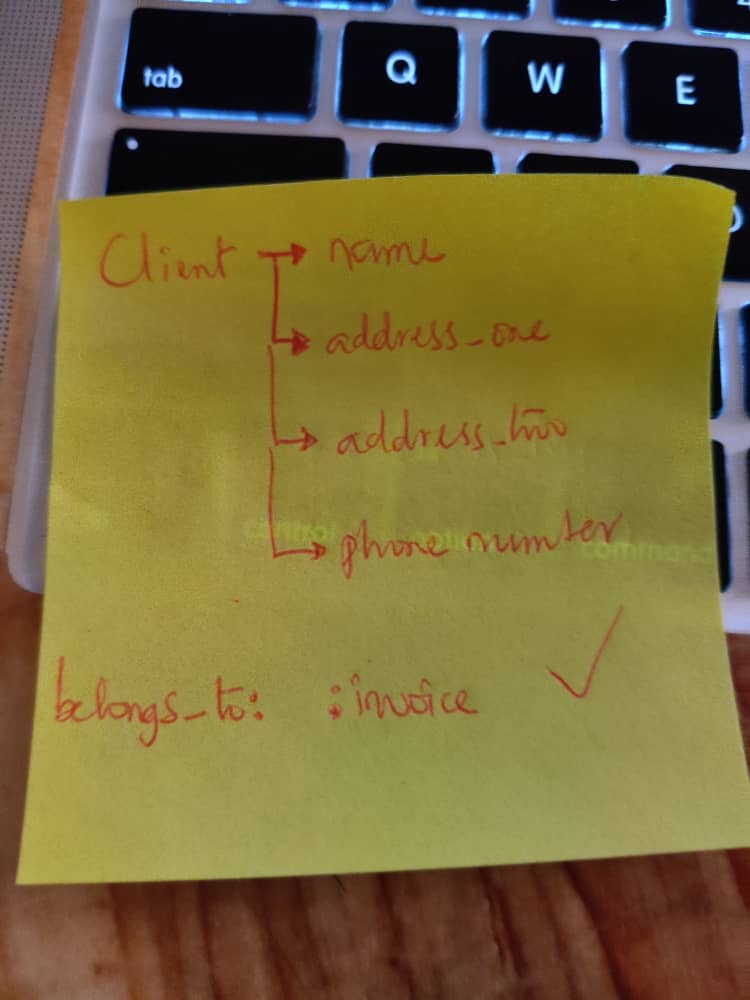 tab Q W E
Client → name
→ address_one
→ address_two
→ phone number
control option command
belongs_to: :invoice ✓